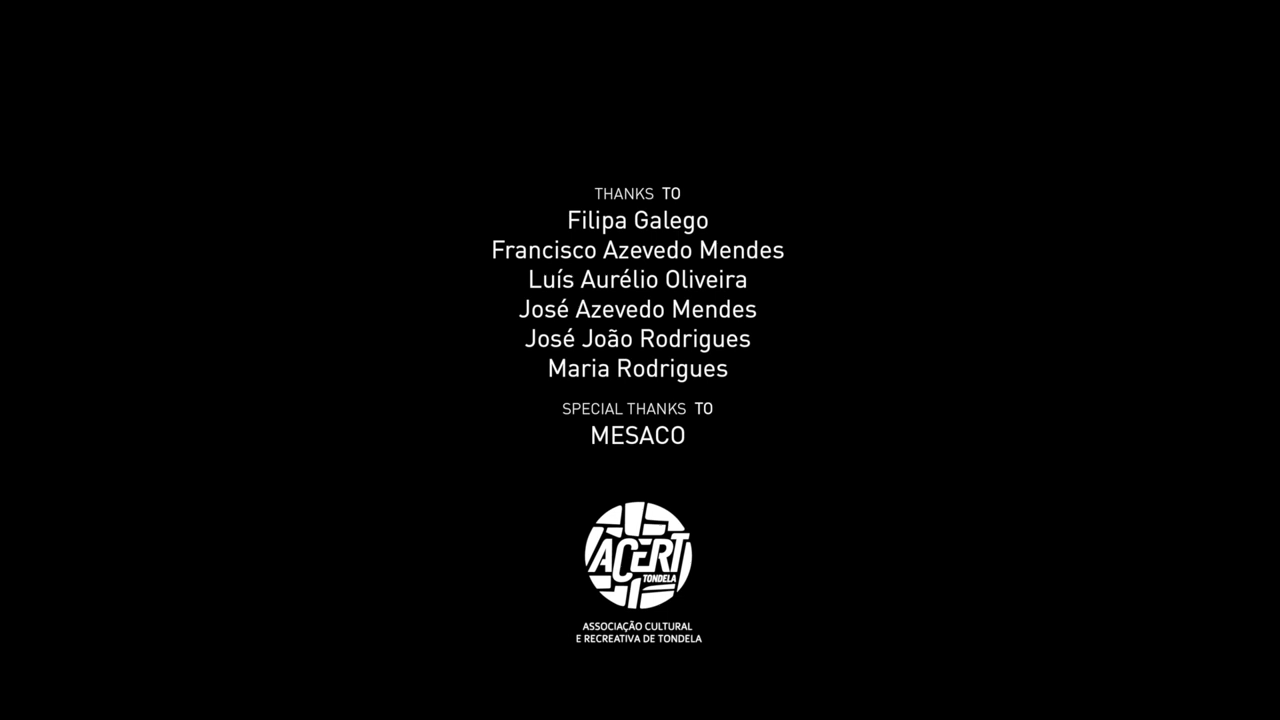 THANKS TO
Filipa Galego
Francisco Azevedo Mendes
Luís Aurélio Oliveira
José Azevedo Mendes
José João Rodrigues
Maria Rodrigues
SPECIAL THANKS TO
MESACO
ACERT
TONDELA
ASSOCIAÇÃO CULTURAL
E RECREATIVA DE TONDELA